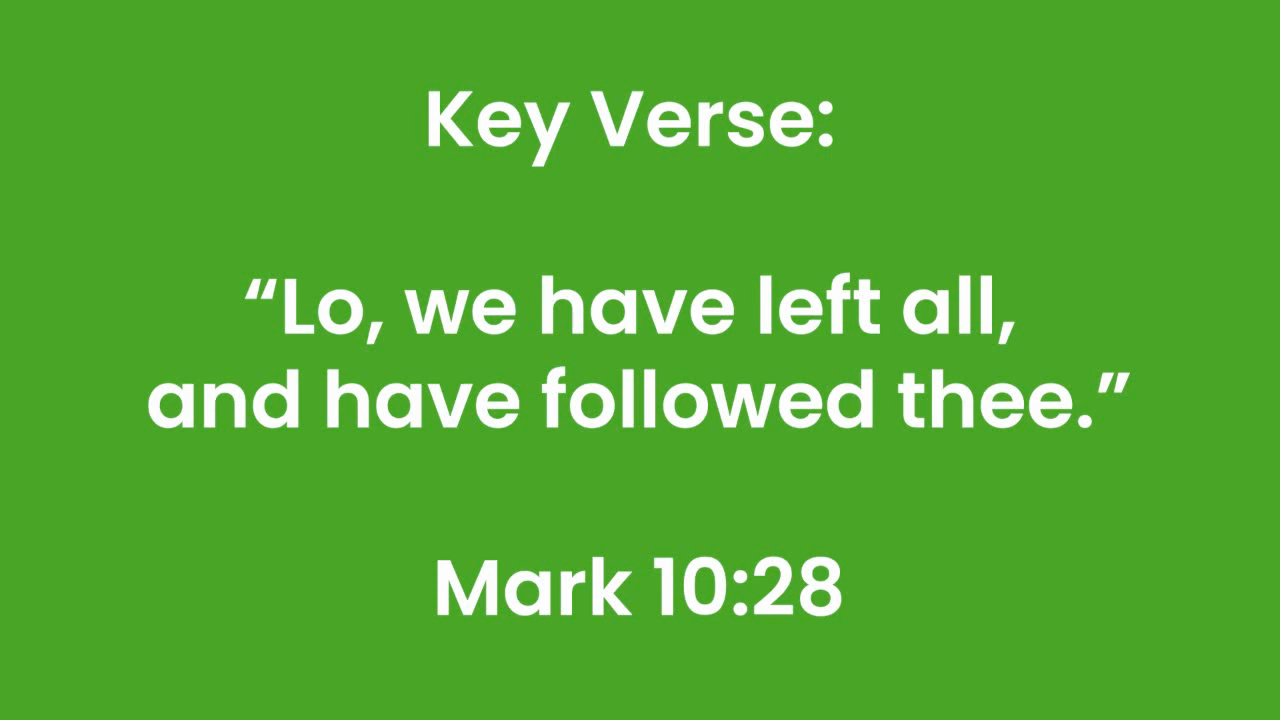 Key Verse:
“Lo, we have left all,
and have followed thee.”
Mark 10:28